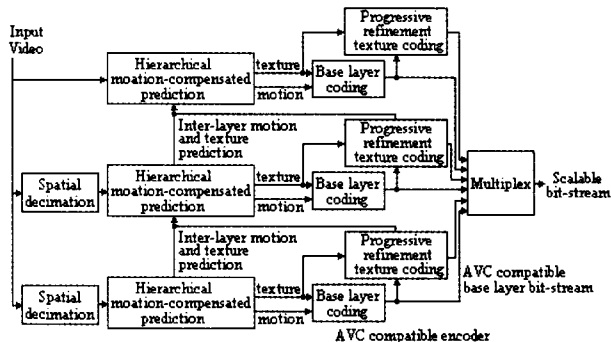 Input
Video
Progressive
refinement
texture coding
Hierarchical
moation-compensated
prediction
texture
motion
Base layer
coding
Inter-layer motion
and texture
prediction
Progressive
refinement
texture coding
Spatial
decimation
Hierarchical
moation-compensated
prediction
texture
motion
Base layer
coding
Multiplex
Scalable
bit-stream
Inter-layer motion
and texture
prediction
Progressive
refinement
texture coding
AVC compatible
base layer bit-stream
Spatial
decimation
Hierarchical
moation-compensated
prediction
texture
motion
Base layer
coding
AVC compatible encoder